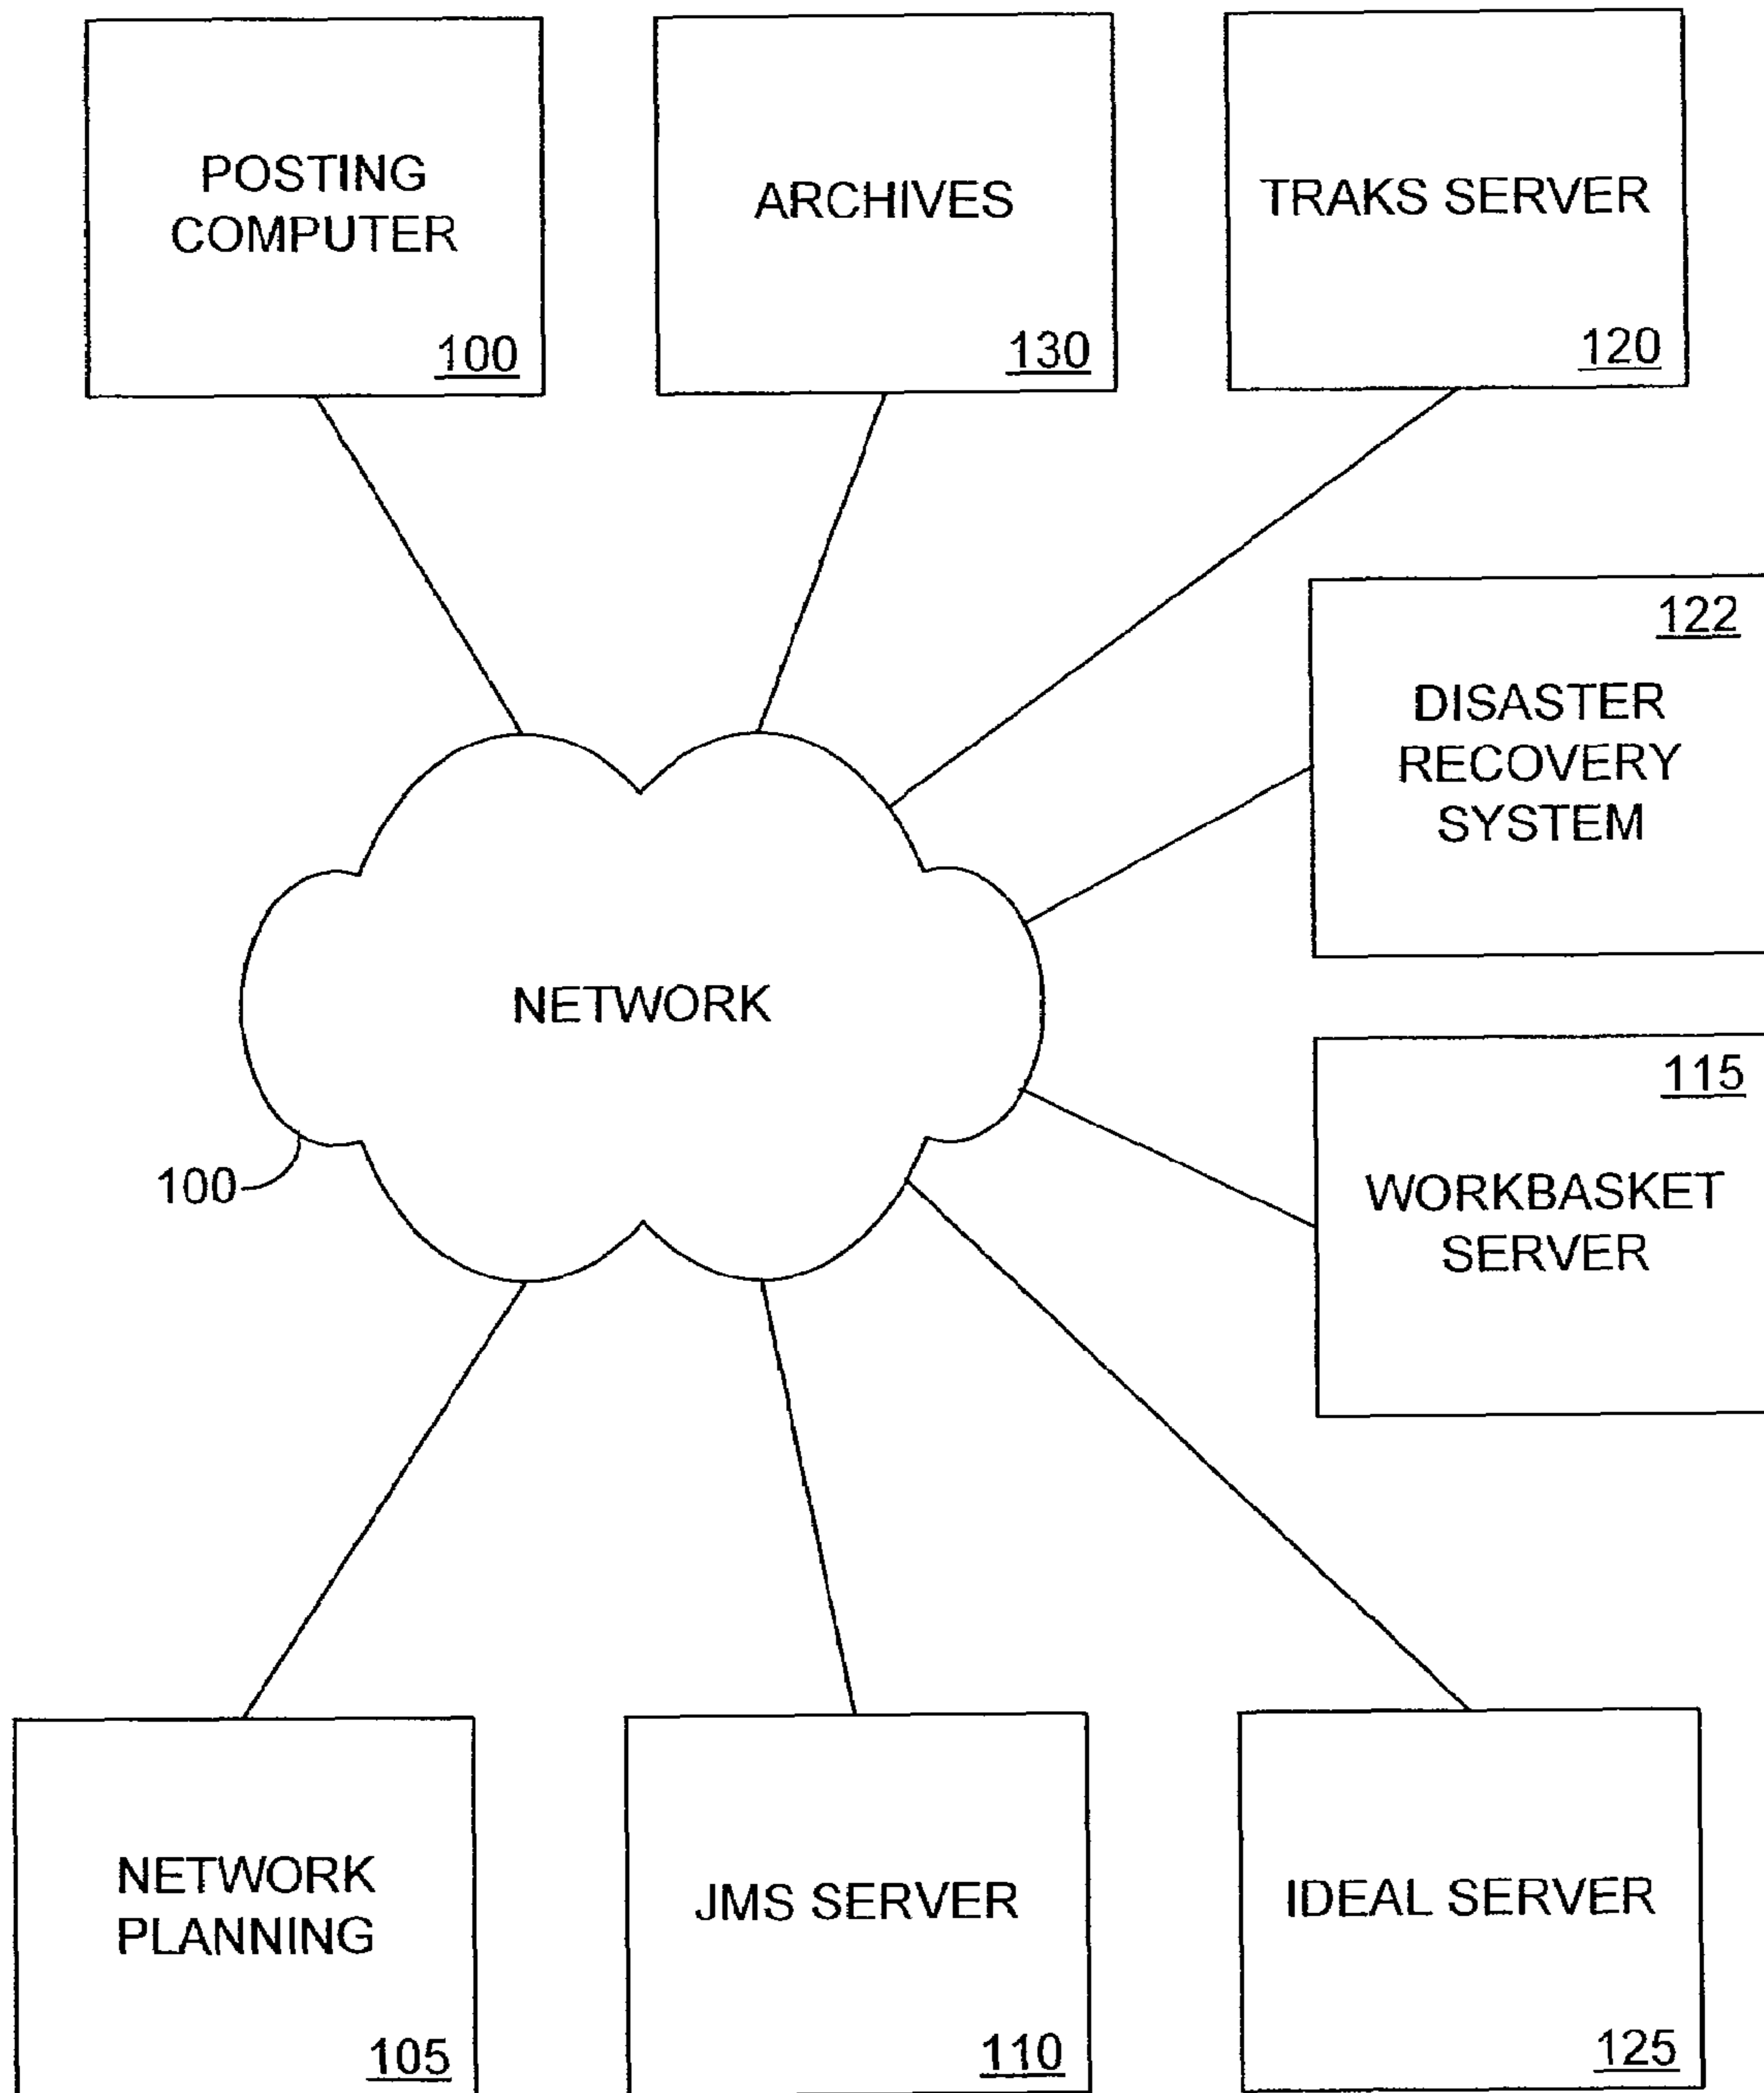 POSTING
COMPUTER
100
ARCHIVES
130
TRAKS SERVER
120
122
DISASTER
RECOVERY
SYSTEM
NETWORK
100
115
WORKBASKET
SERVER
NETWORK
PLANNING
105
JMS SERVER
110
IDEAL SERVER
125